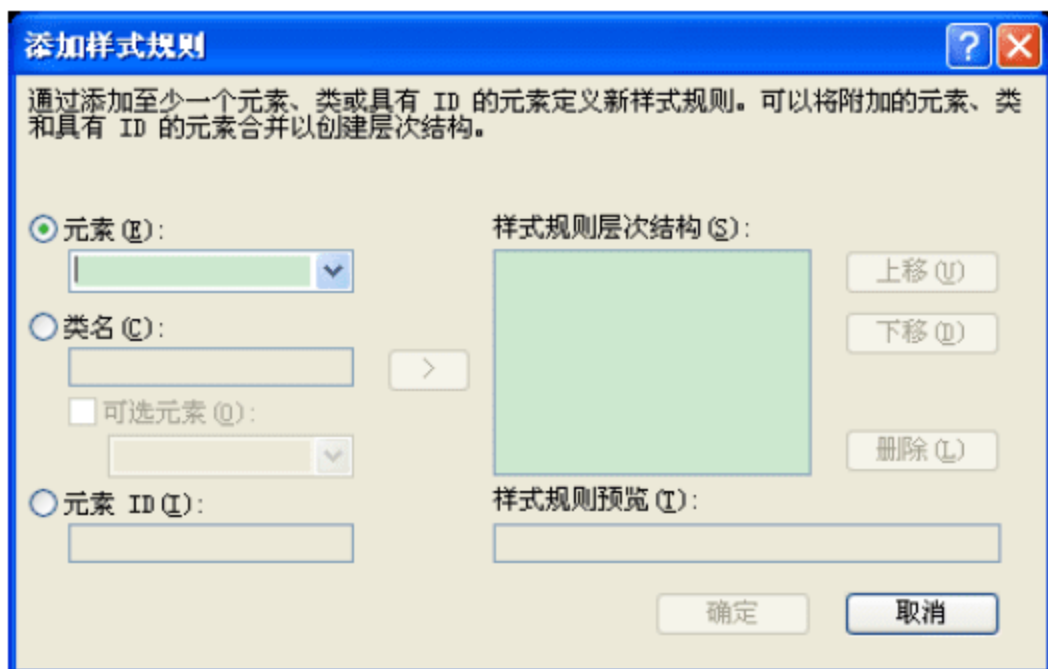 添加样式规则
通过添加至少一个元素、类或具有 ID 的元素定义新样式规则。可以将附加的元素、类
和具有 ID 的元素合并以创建层次结构。
元素(E):
样式规则层次结构(S):
上移(U)
类名(C):
下移(D)
>
可选元素(O):
删除(L)
元素 ID(I):
样式规则预览(T):
确定
取消